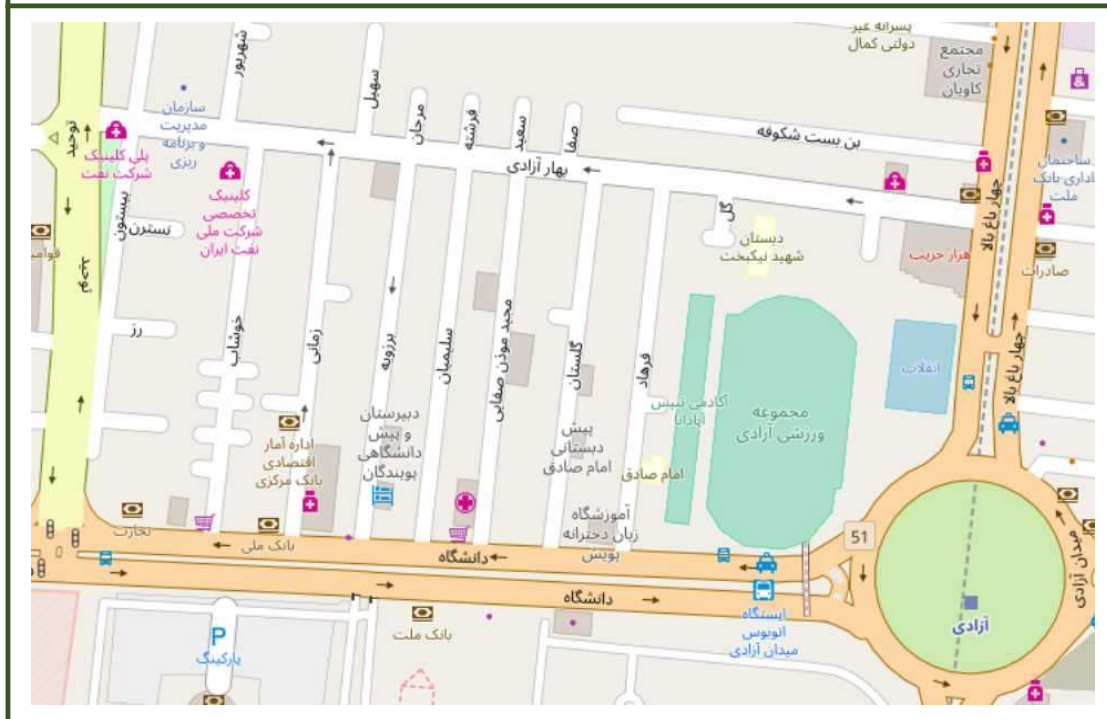 پسرانه غیر
دولتی کمال
مجتمع
تجاری
کاویان
شهریور
سهیل
مرجان
فرشته
سعید
صفا
بن بست شکوفه
بهار آزادی
سازمان
مدیریت
و برنامه
ریزی
توحید
پلی کلینیک
شرکت نفت
کلینیک
تخصصی
شرکت ملی
نفت ایران
بیستون
نسترن
رز
توحید
خوشاب
زمانی
برزویه
سلیمیان
مجید موذن صفایی
گلستان
فرهاد
گل
دبستان
شهید نیکبخت
چهار باغ بالا
ساختمان
اداری بانک
ملت
صادرات
هزار جریب
انقلاب
چهار باغ بالا
آکادمی تنیس
آپادانا
مجموعه
ورزشی آزادی
دبیرستان
و پیش
دانشگاهی
پویندگان
اداره آمار
اقتصادی
بانک مرکزی
پیش
دبستانی
امام صادق
امام صادق
آموزشگاه
زبان دخترانه
پویش
تجارت
بانک ملی
دانشگاه
دانشگاه
51
میدان آزادی
آزادی
ایستگاه
اتوبوس
میدان آزادی
بانک ملت
P
پارکینگ